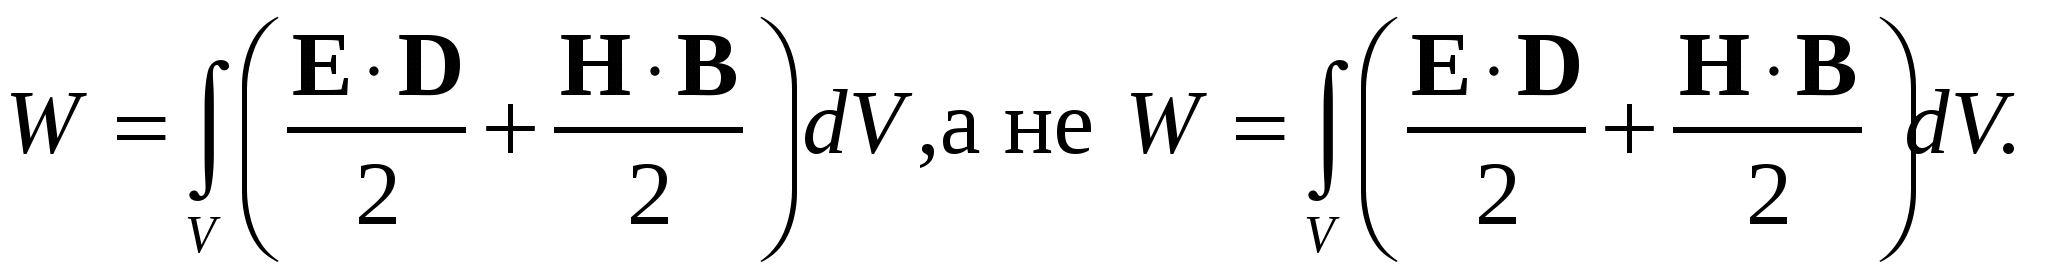 W = ∫_V (E · D / 2 + H · B / 2) dV ,а не W = ∫_V (E · D / 2 + H · B / 2) dV.